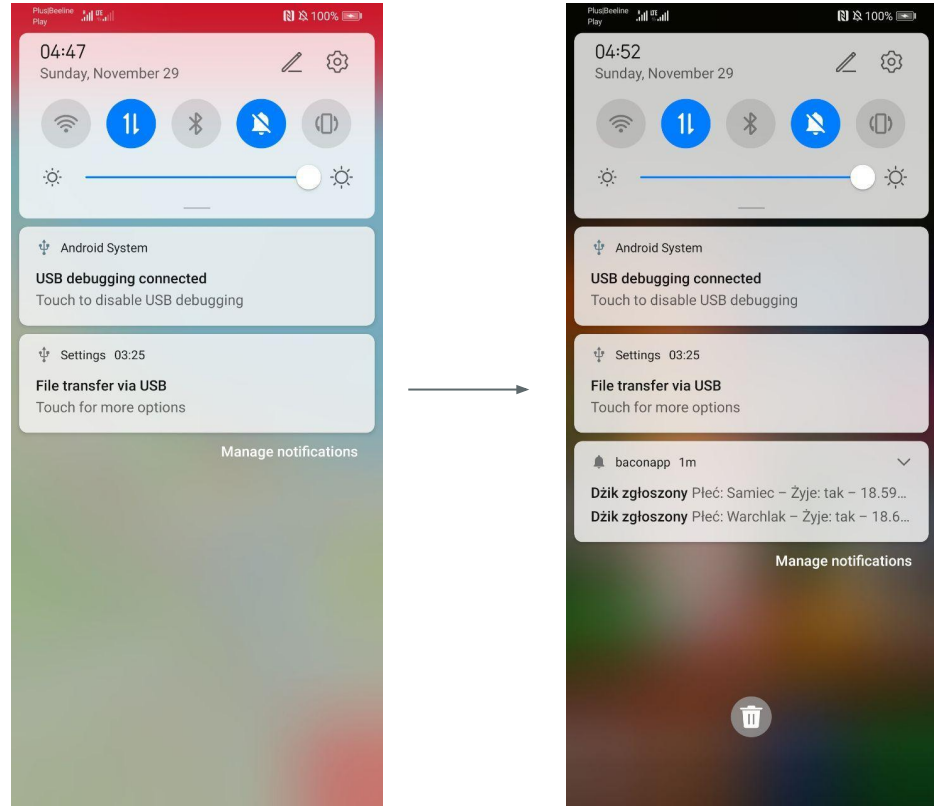 Plus|Beeline
Play
100%
04:47
Sunday, November 29
Android System
USB debugging connected
Touch to disable USB debugging
Settings 03:25
File transfer via USB
Touch for more options
Manage notifications
Plus|Beeline
Play
100%
04:52
Sunday, November 29
Android System
USB debugging connected
Touch to disable USB debugging
Settings 03:25
File transfer via USB
Touch for more options
baconapp 1m
Dżik zgłoszony Płeć: Samiec – Żyje: tak – 18.59...
Dżik zgłoszony Płeć: Warchlak – Żyje: tak – 18.6...
Manage notifications